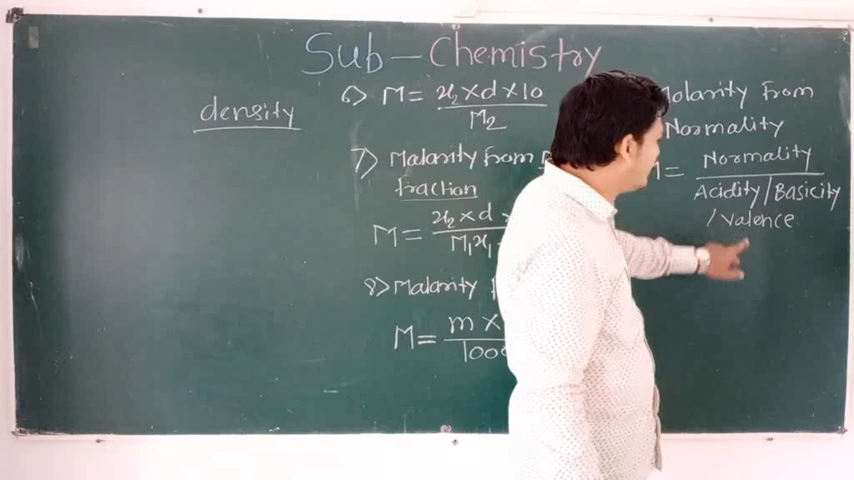 Sub-Chemistry
density
6) M = x₂ × d × 10 / M₂
7) Malarity from
fraction
M = x₂ × d / M₁x₁
8) Malarity
M = m × / 1000
Molarity from
Normality
M = Normality / Acidity/Basicity
/valence